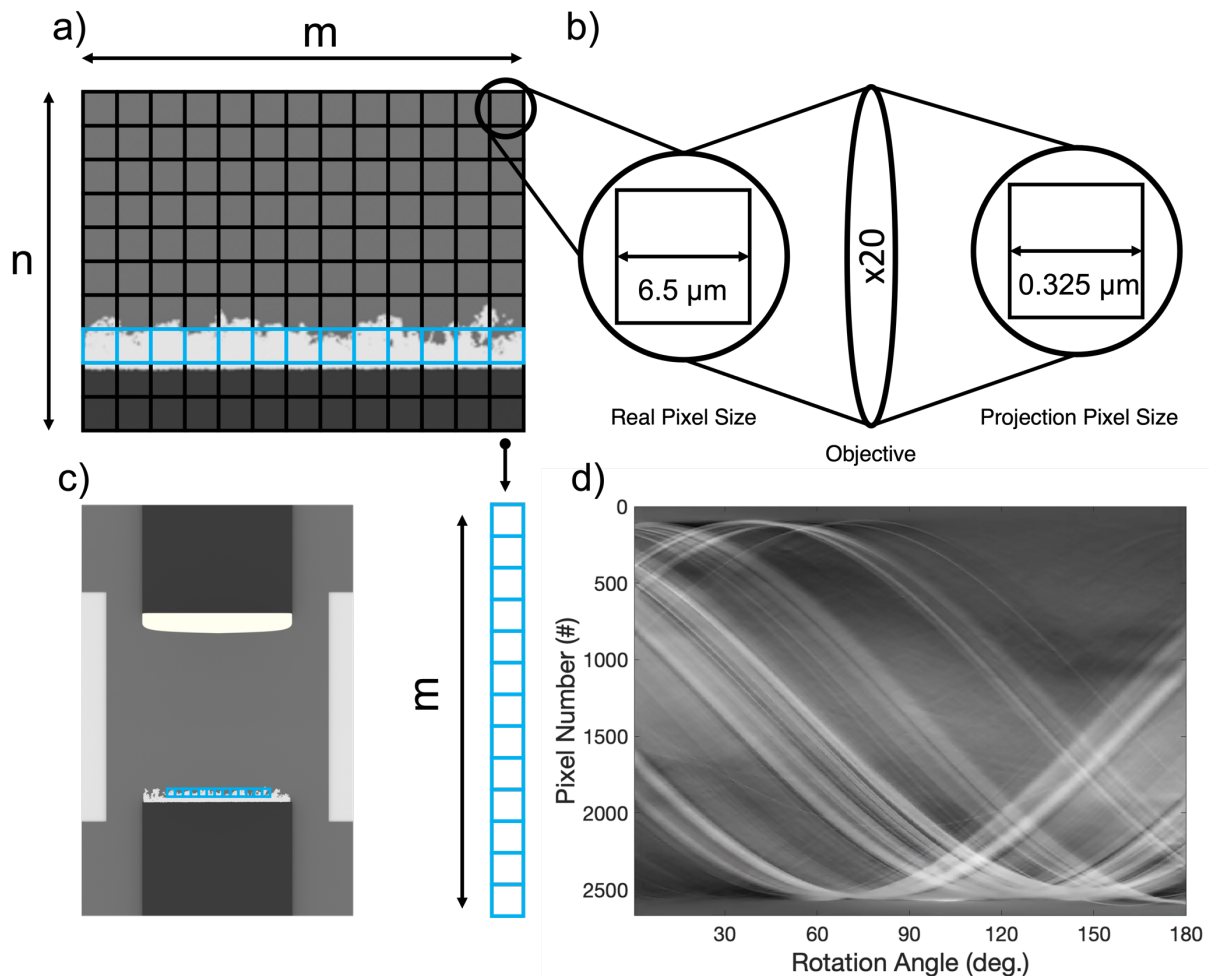 a)
m
n
b)
6.5 µm
Real Pixel Size
x20
Objective
0.325 µm
Projection Pixel Size
c)
m
d)
Pixel Number (#)
0
500
1000
1500
2000
2500
30
60
90
120
150
180
Rotation Angle (deg.)